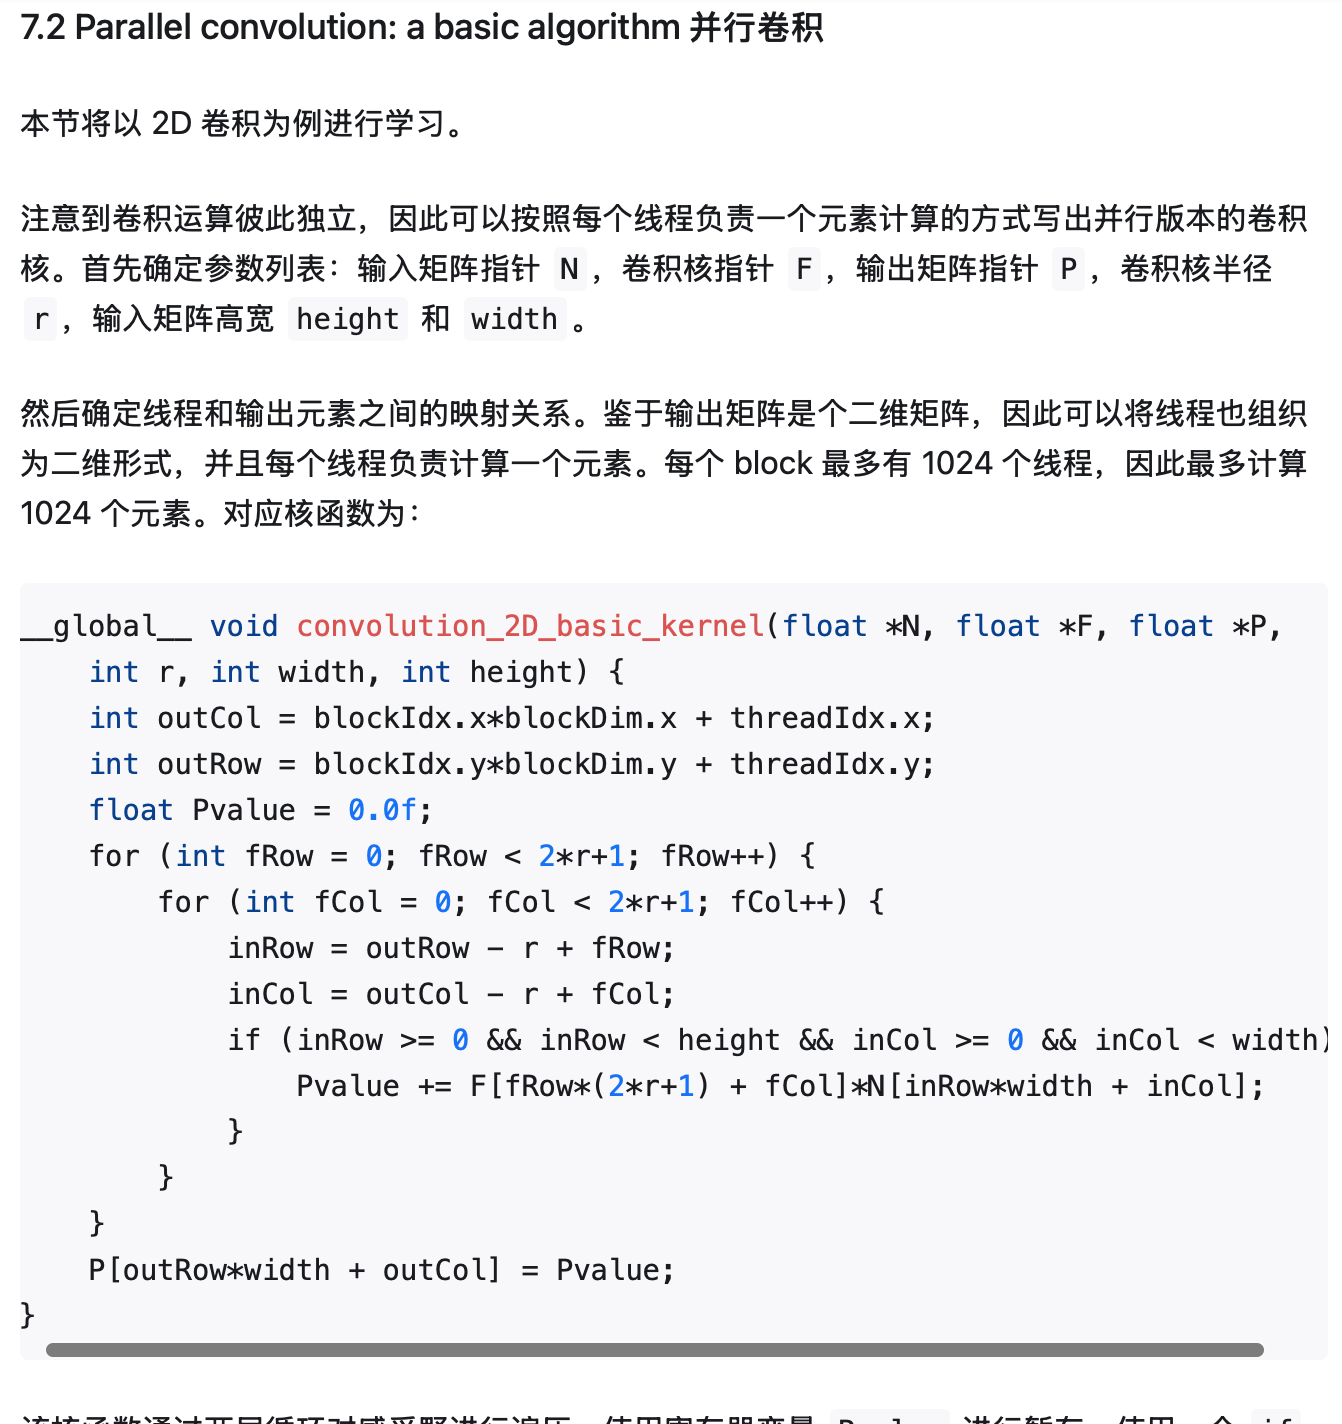 7.2 Parallel convolution: a basic algorithm 并行卷积
本节将以 2D 卷积为例进行学习。
注意到卷积运算彼此独立，因此可以按照每个线程负责一个元素计算的方式写出并行版本的卷积
核。首先确定参数列表：输入矩阵指针 N ，卷积核指针 F ，输出矩阵指针 P ，卷积核半径
r ，输入矩阵高宽 height 和 width 。
然后确定线程和输出元素之间的映射关系。鉴于输出矩阵是个二维矩阵，因此可以将线程也组织
为二维形式，并且每个线程负责计算一个元素。每个 block 最多有 1024 个线程，因此最多计算
1024 个元素。对应核函数为：
__global__ void convolution_2D_basic_kernel(float *N, float *F, float *P,
    int r, int width, int height) {
    int outCol = blockIdx.x*blockDim.x + threadIdx.x;
    int outRow = blockIdx.y*blockDim.y + threadIdx.y;
    float Pvalue = 0.0f;
    for (int fRow = 0; fRow < 2*r+1; fRow++) {
        for (int fCol = 0; fCol < 2*r+1; fCol++) {
            inRow = outRow - r + fRow;
            inCol = outCol - r + fCol;
            if (inRow >= 0 && inRow < height && inCol >= 0 && inCol < width)
                Pvalue += F[fRow*(2*r+1) + fCol]*N[inRow*width + inCol];
            }
        }
    }
    P[outRow*width + outCol] = Pvalue;
}